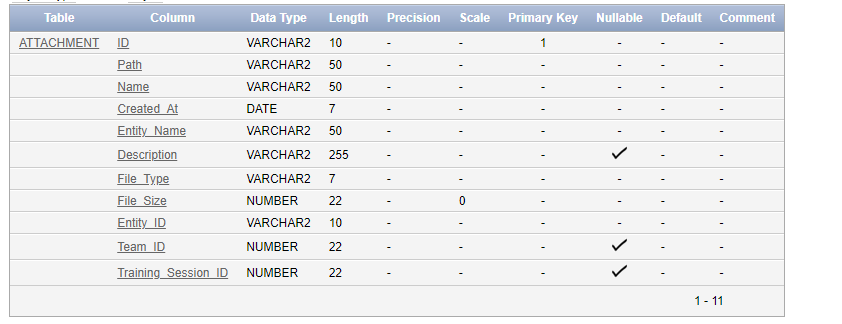 Table Column Data Type Length Precision Scale Primary Key Nullable Default Comment
ATTACHMENT ID VARCHAR2 10 - - 1 - - -
Path VARCHAR2 50 - - - - - -
Name VARCHAR2 50 - - - - - -
Created_At DATE 7 - - - - - -
Entity_Name VARCHAR2 50 - - - - - -
Description VARCHAR2 255 - - - ✓ - -
File_Type VARCHAR2 7 - - - - - -
File_Size NUMBER 22 - 0 - - - -
Entity_ID VARCHAR2 10 - - - - - -
Team_ID NUMBER 22 - - - ✓ - -
Training_Session_ID NUMBER 22 - - - ✓ - -
1 - 11